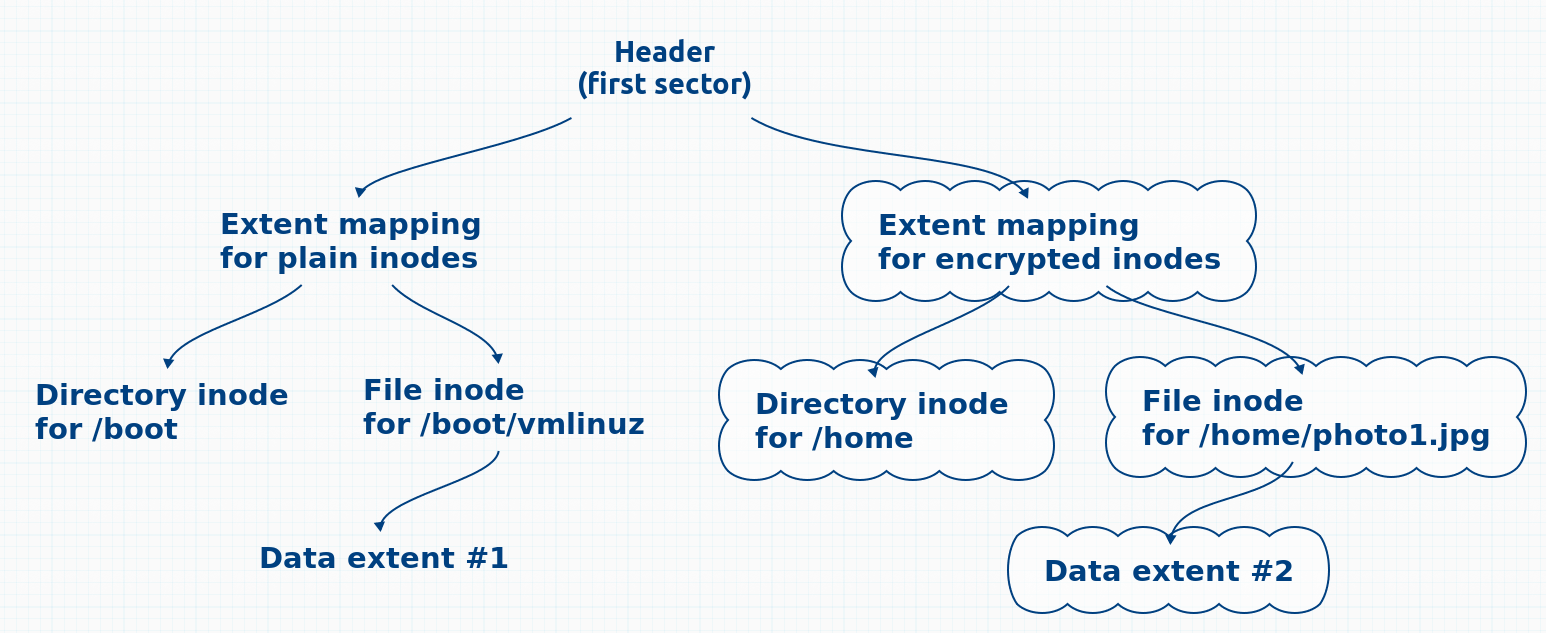 Header
(first sector)
Extent mapping
for plain inodes
Extent mapping
for encrypted inodes
Directory inode
for /boot
File inode
for /boot/vmlinuz
Directory inode
for /home
File inode
for /home/photo1.jpg
Data extent #1
Data extent #2